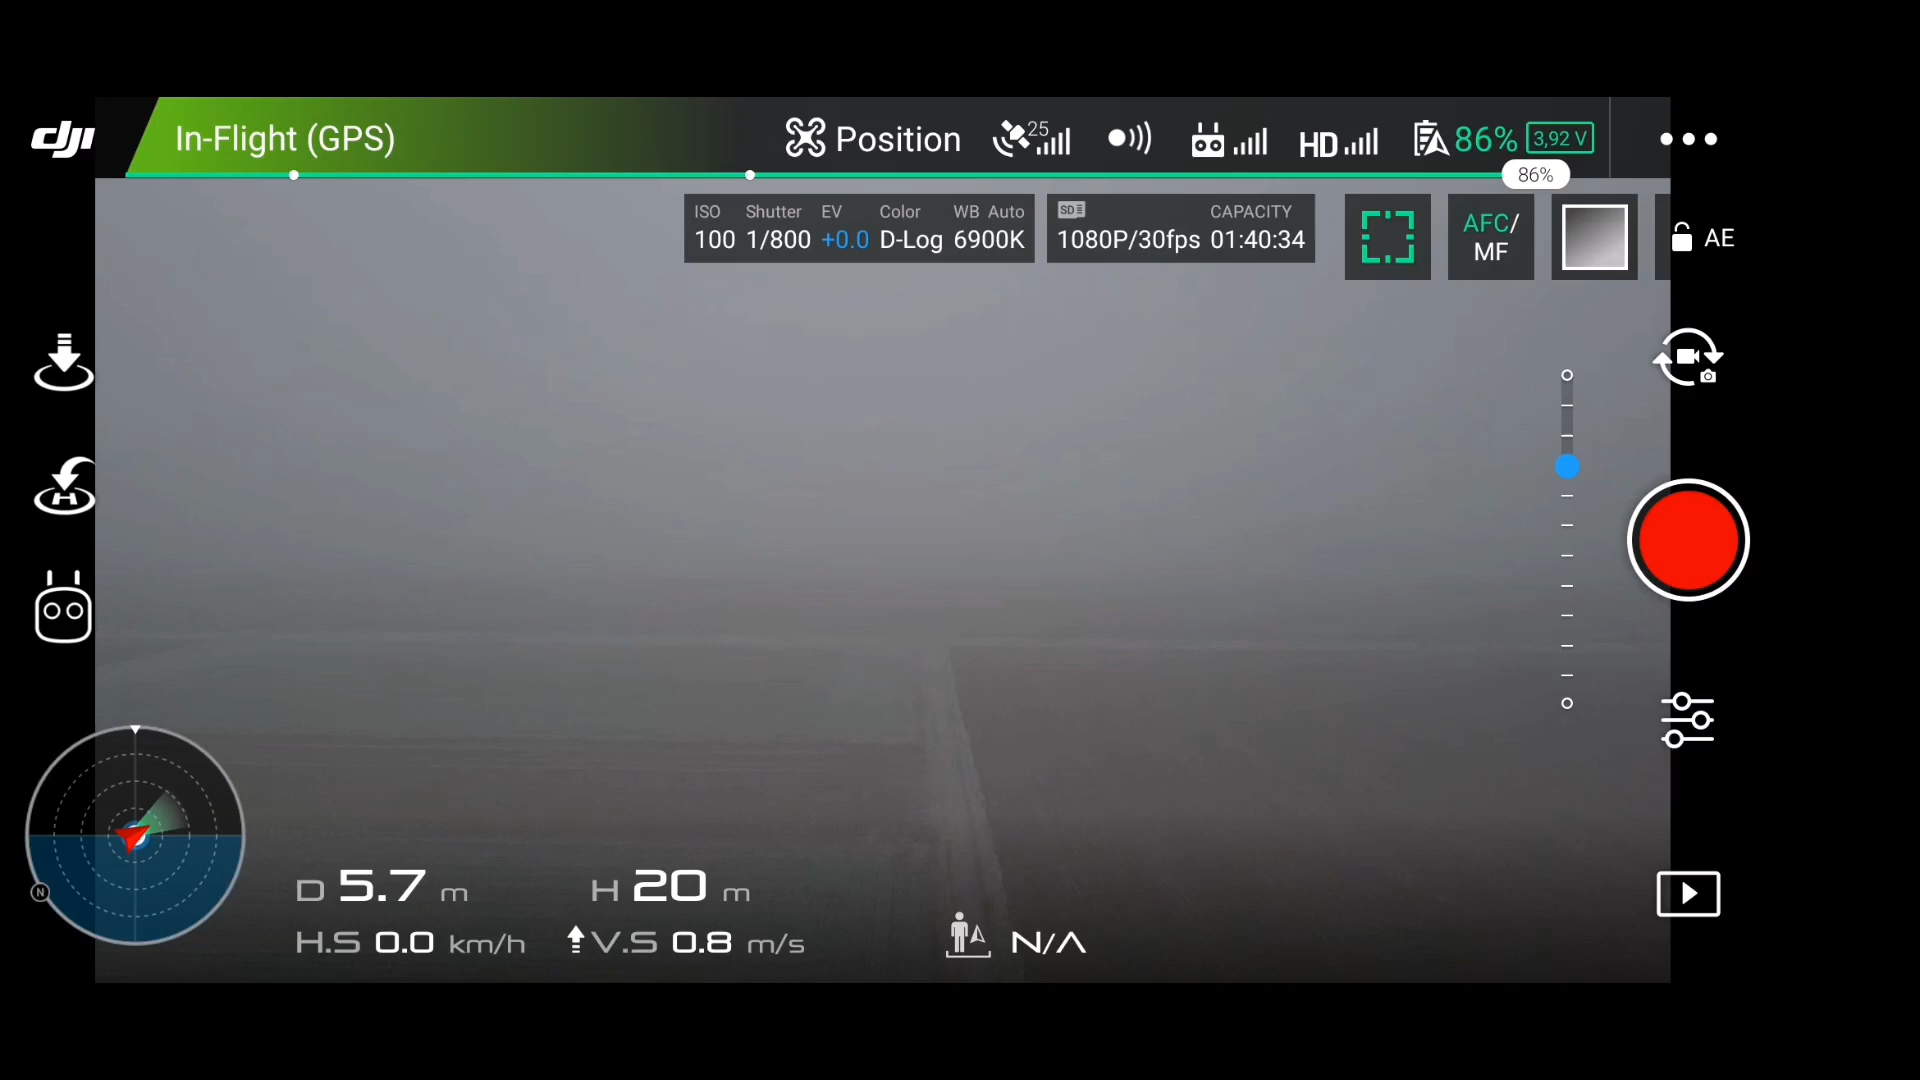 dji In-Flight (GPS) Position 25 HD 86% 3,92 V
86%
ISO Shutter EV Color WB Auto
100 1/800 +0.0 D-Log 6900K
SD CAPACITY
1080P/30fps 01:40:34
AFC/
MF
AE
H
N
D 5.7 m H 20 m
H.S 0.0 km/h V.S 0.8 m/s N/A